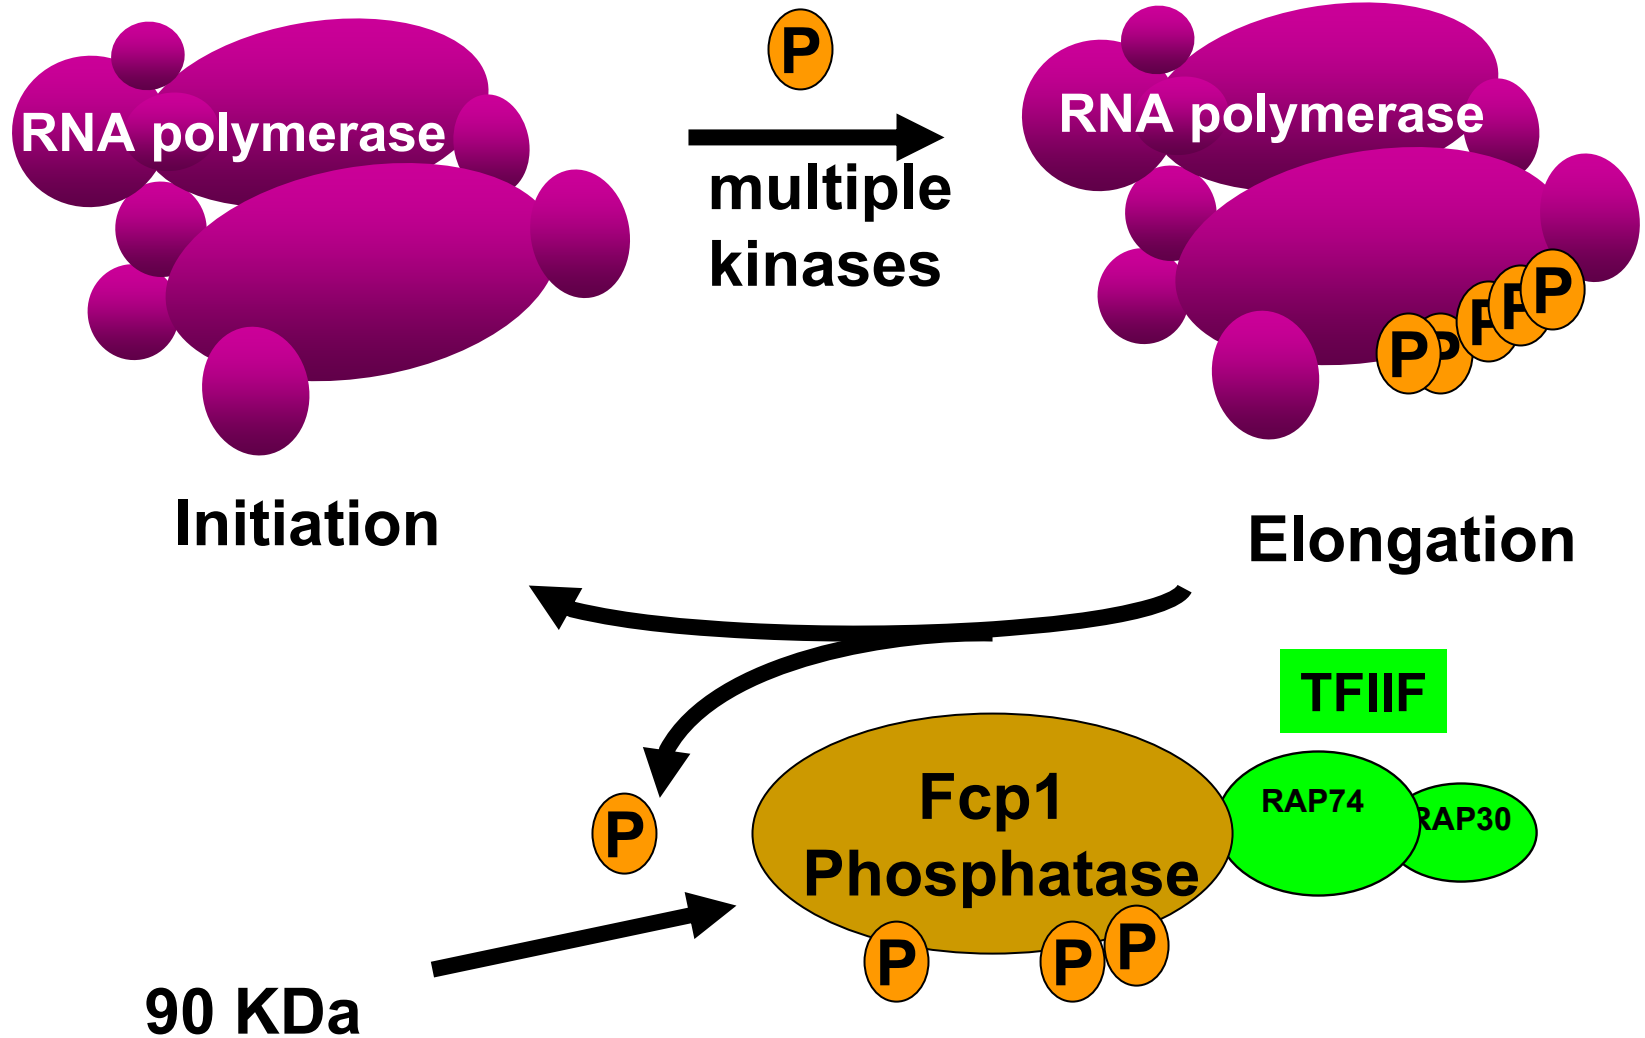 P
RNA polymerase
RNA polymerase
multiple
kinases
P
P
P
P
P
Initiation
Elongation
TFIIF
Fcp1
Phosphatase
RAP74
RAP30
P
P
P
P
90 KDa